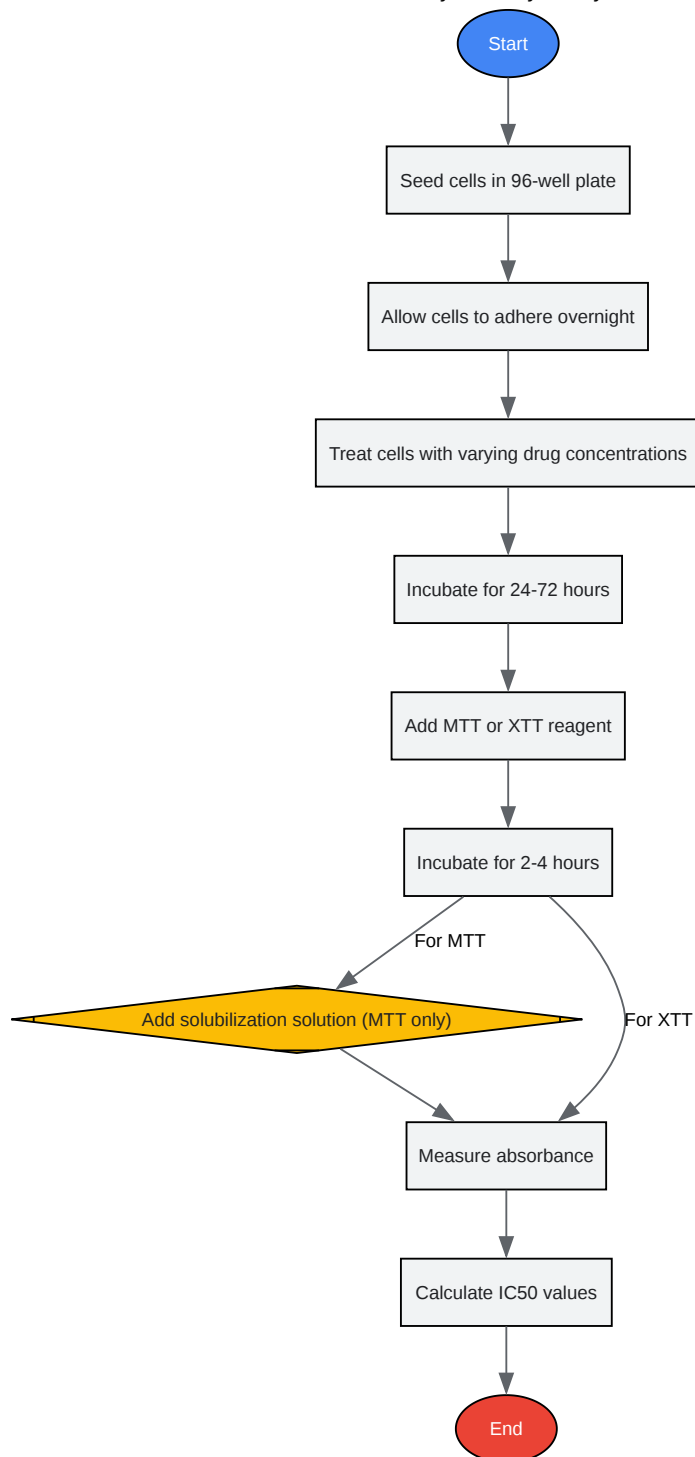 Start
Seed cells in 96-well plate
Allow cells to adhere overnight
Treat cells with varying drug concentrations
Incubate for 24-72 hours
Add MTT or XTT reagent
Incubate for 2-4 hours
For MTT
Add solubilization solution (MTT only)
For XTT
Measure absorbance
Calculate IC50 values
End